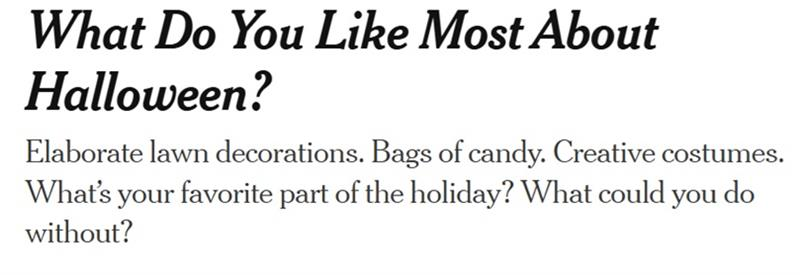 What Do You Like Most About
Halloween?
Elaborate lawn decorations. Bags of candy. Creative costumes.
What’s your favorite part of the holiday? What could you do
without?